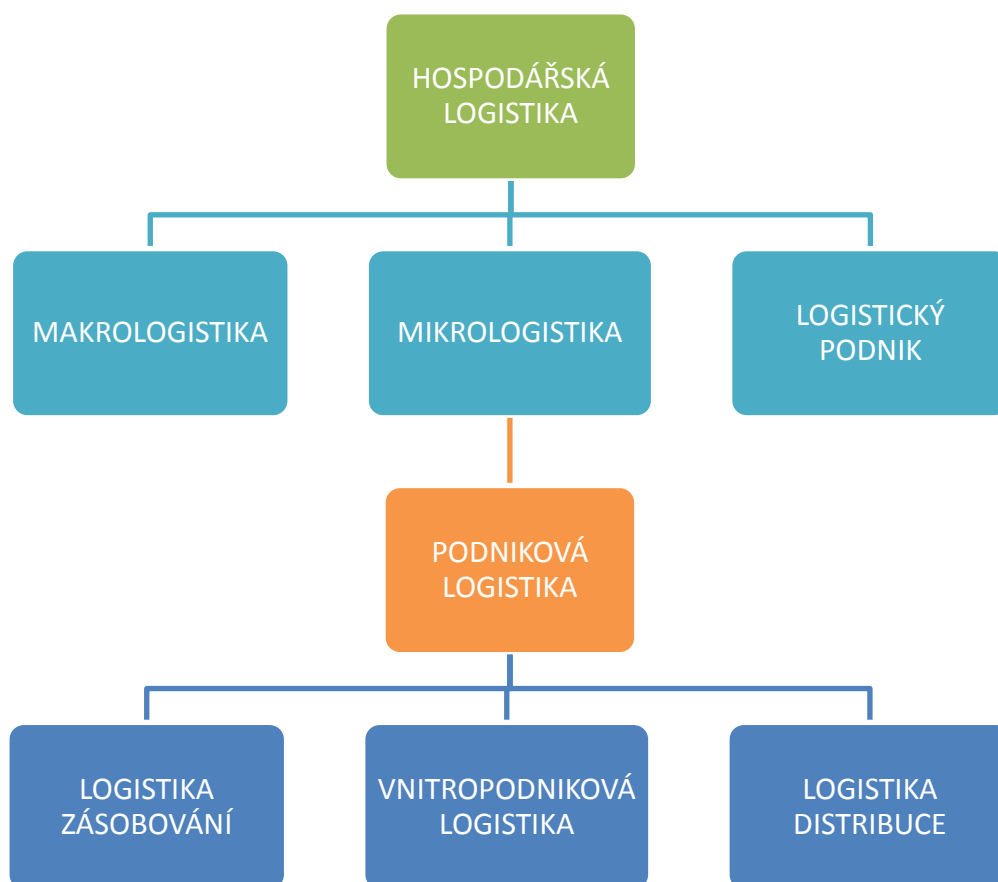 HOSPODÁŘSKÁ
LOGISTIKA
MAKROLOGISTIKA
MIKROLOGISTIKA
LOGISTICKÝ
PODNIK
PODNIKOVÁ
LOGISTIKA
LOGISTIKA
ZÁSOBOVÁNÍ
VNITROPODNIKOVÁ
LOGISTIKA
LOGISTIKA
DISTRIBUCE